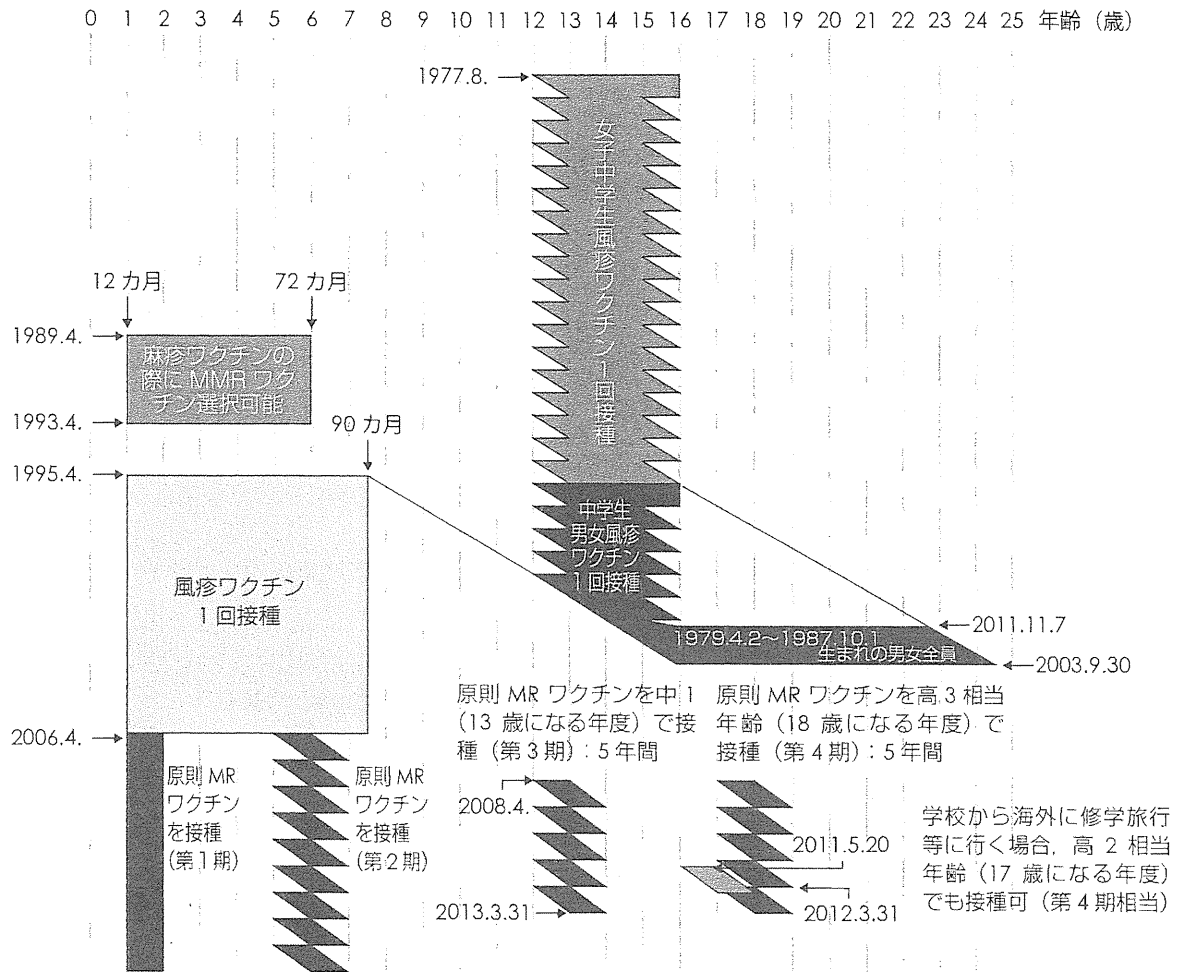 0 1 2 3 4 5 6 7 8 9 10 11 12 13 14 15 16 17 18 19 20 21 22 23 24 25 年齢（歳）
1977.8.
女子中学生風疹ワクチン1回接種
12カ月
72カ月
1989.4.
麻疹ワクチンの
際にMMRワク
チン選択可能
1993.4.
90カ月
1995.4.
中学生
男女風疹
ワクチン
1回接種
風疹ワクチン
1回接種
2011.11.7
1979.4.2～1987.10.1
生まれの男女全員
2003.9.30
原則MRワクチンを中1
（13歳になる年度）で接
種（第3期）：5年間
原則MRワクチンを高3相当
年齢（18歳になる年度）で
接種（第4期）：5年間
2006.4.
原則MR
ワクチン
を接種
(第1期)
原則MR
ワクチン
を接種
(第2期)
2008.4.
2013.3.31
2011.5.20
2012.3.31
学校から海外に修学旅行
等に行く場合，高2相当
年齢（17歳になる年度）
でも接種可（第4期相当）